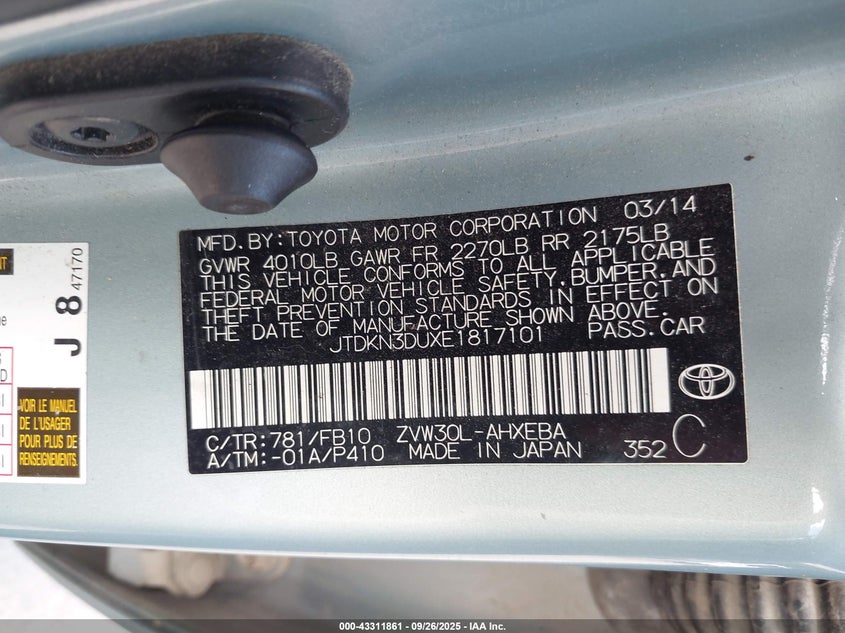 MFD. BY: TOYOTA MOTOR CORPORATION 03/14
GVWR 4010LB GAWR FR 2270LB RR 2175LB
THIS VEHICLE CONFORMS TO ALL APPLICABLE
FEDERAL MOTOR VEHICLE SAFETY, BUMPER, AND
THEFT PREVENTION STANDARDS IN EFFECT ON
THE DATE OF MANUFACTURE SHOWN ABOVE.
JTDKN3DUXE1817101 PASS. CAR
C/TR: 781/FB10 ZVW30L-AHXEBA
A/TM: -01A/P410 MADE IN JAPAN 352 C
J 8 47170
VOIR LE MANUEL
DE L'USAGER
POUR PLUS DE
RENSEIGNEMENTS.
000-43311861 - 09/26/2025 - IAA Inc.